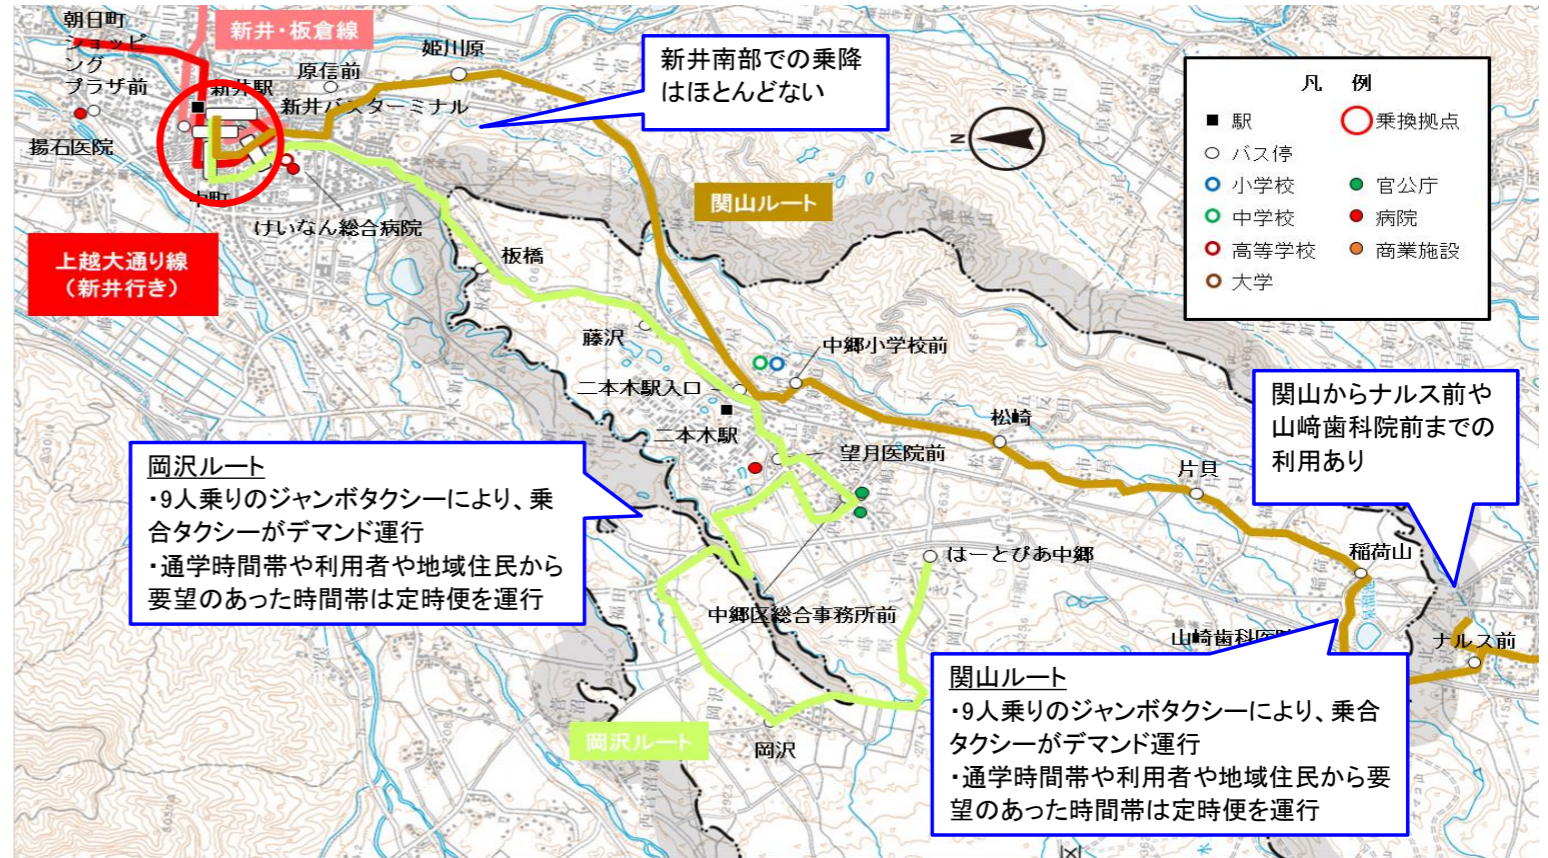 朝日町
ショッピ
ング
プラザ前
新井・板倉線
姫川原
原信前
新井駅
新井バスターミナル
揚石医院
中町
けいなん総合病院
上越大通り線
（新井行き）
新井南部での乗降
はほとんどない
N
凡 例
駅
乗換拠点
バス停
小学校
官公庁
中学校
病院
高等学校
商業施設
大学
関山ルート
板橋
藤沢
中郷小学校前
二本木駅入口
二本木駅
望月医院前
松崎
片貝
関山からナルス前や
山﨑歯科院前までの
利用あり
稲荷山
はーとぴあ中郷
中郷区総合事務所前
山崎歯科医院
ナルス前
岡沢ルート
・9人乗りのジャンボタクシーにより、乗
合タクシーがデマンド運行
・通学時間帯や利用者や地域住民から
要望のあった時間帯は定時便を運行
関山ルート
・9人乗りのジャンボタクシーにより、乗合
タクシーがデマンド運行
・通学時間帯や利用者や地域住民から要
望のあった時間帯は定時便を運行
岡沢ルート
岡沢